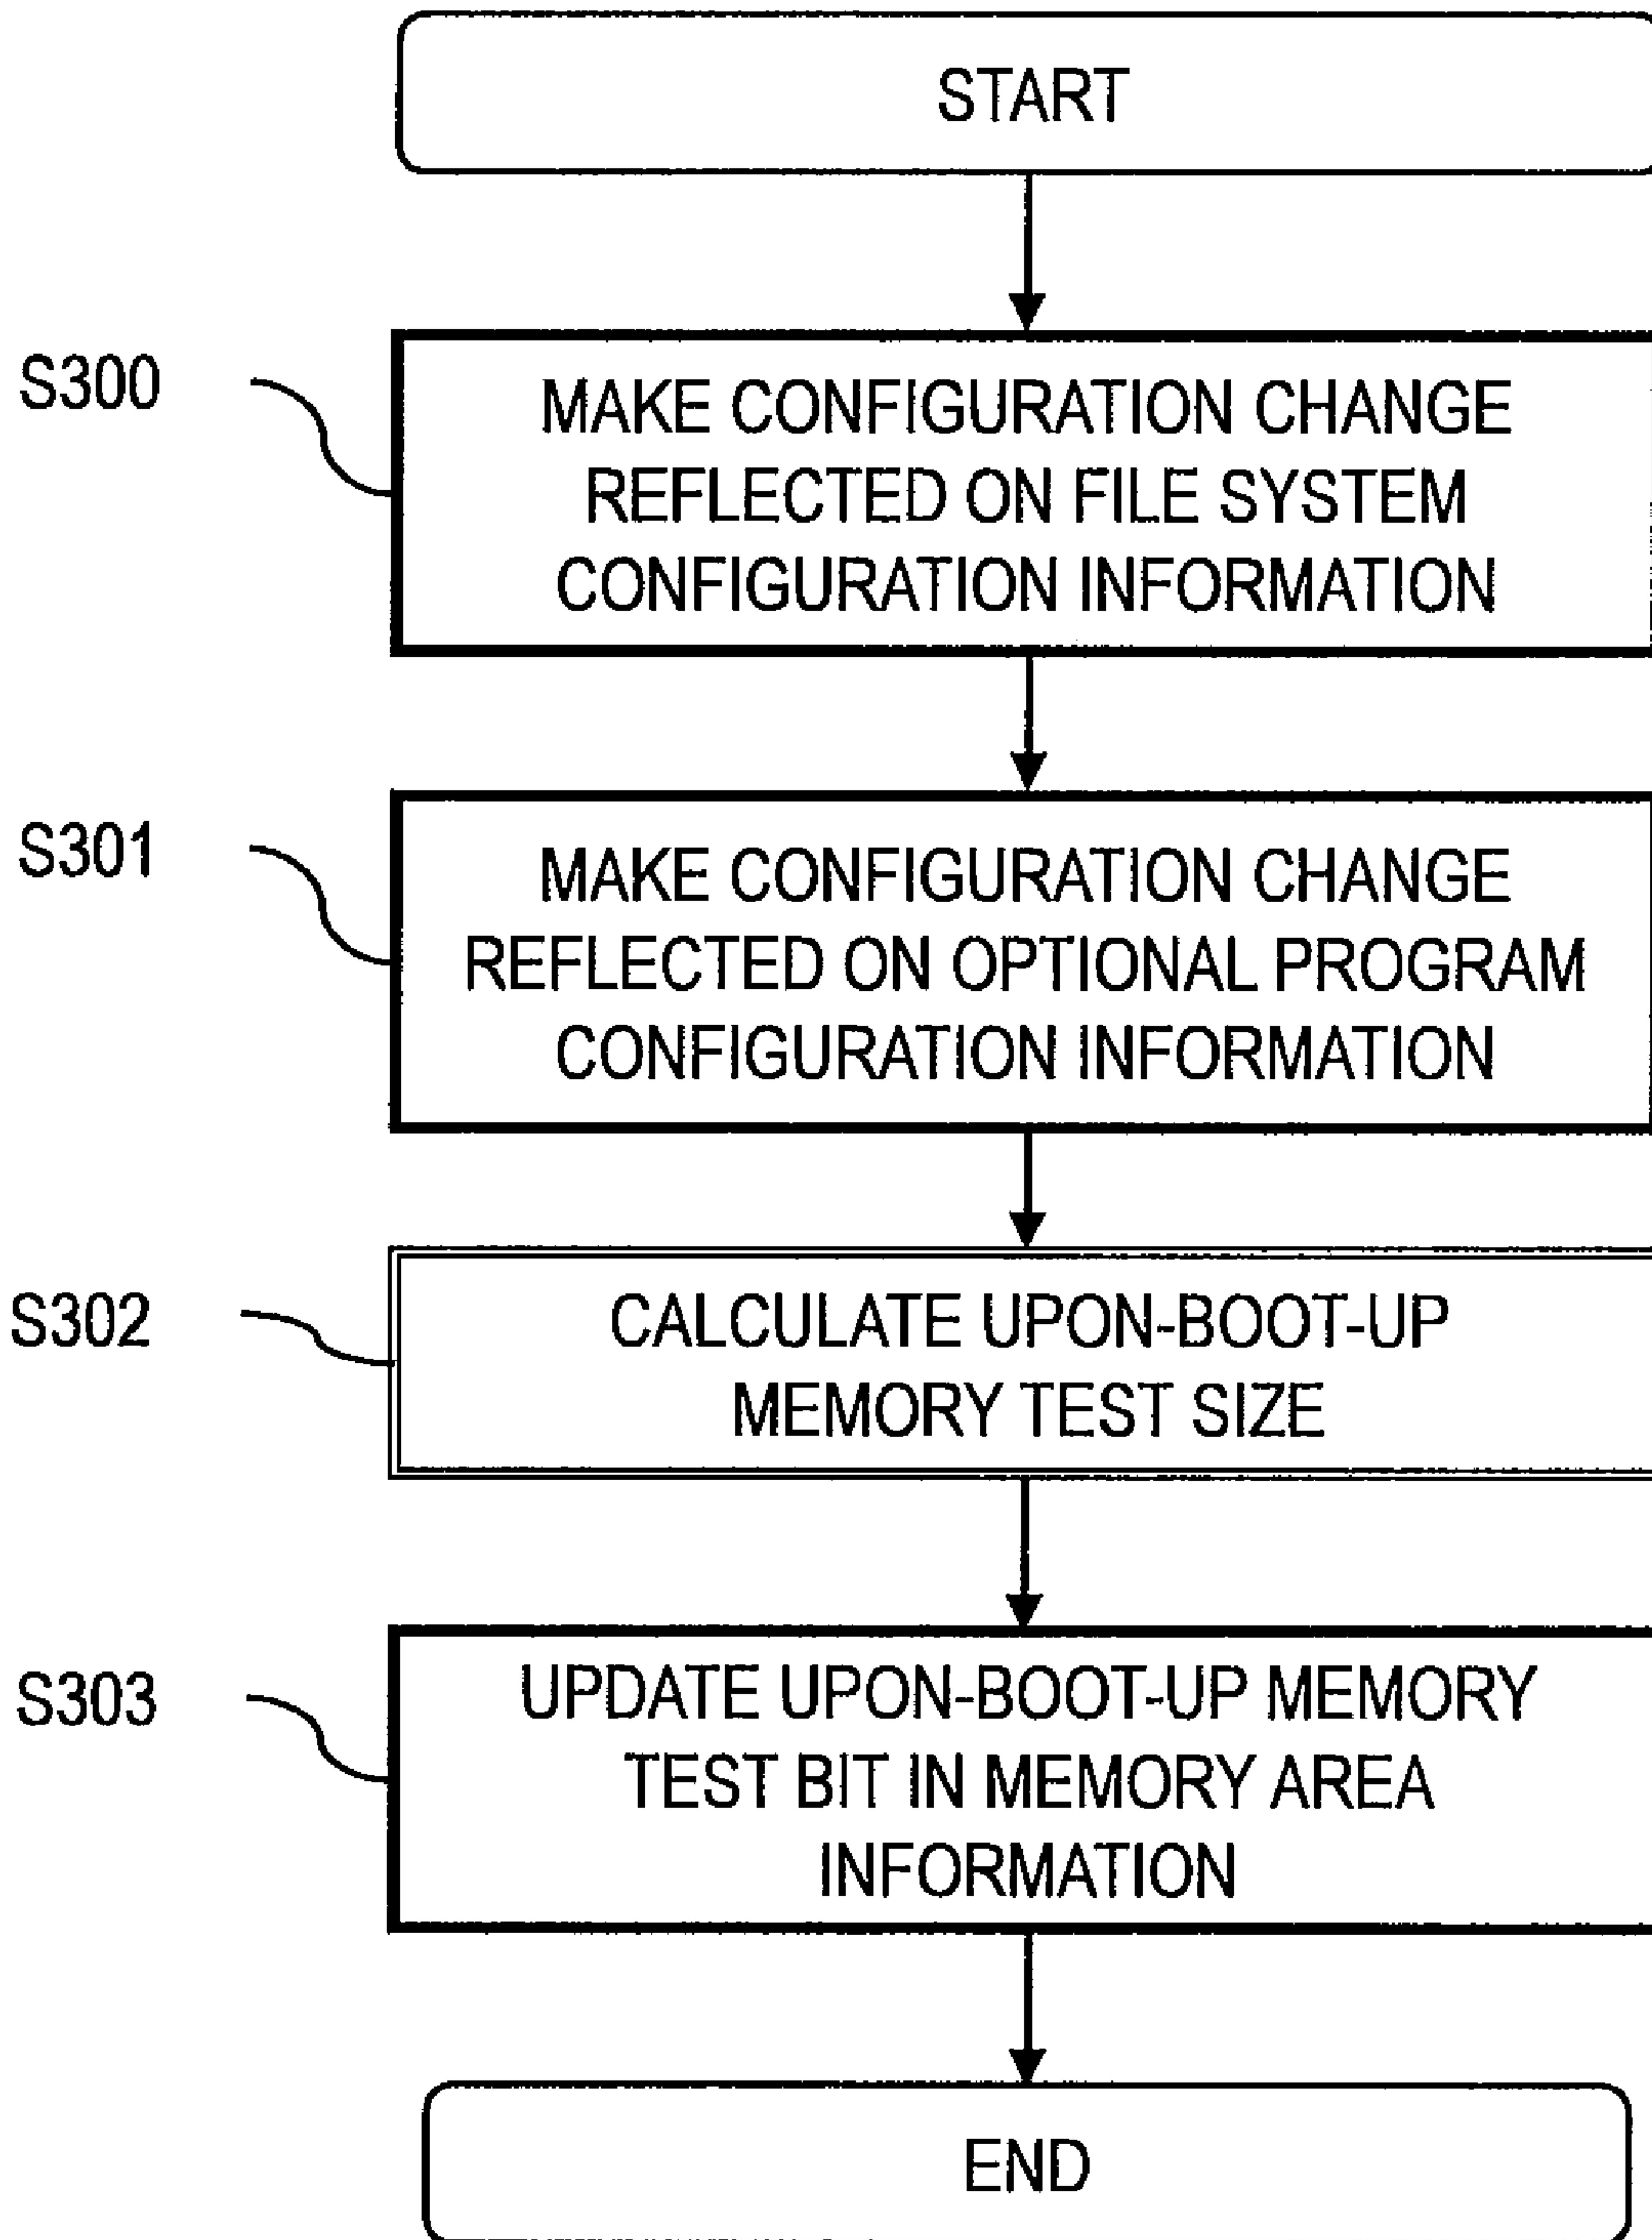 START
S300
MAKE CONFIGURATION CHANGE
REFLECTED ON FILE SYSTEM
CONFIGURATION INFORMATION
S301
MAKE CONFIGURATION CHANGE
REFLECTED ON OPTIONAL PROGRAM
CONFIGURATION INFORMATION
S302
CALCULATE UPON-BOOT-UP
MEMORY TEST SIZE
S303
UPDATE UPON-BOOT-UP MEMORY
TEST BIT IN MEMORY AREA
INFORMATION
END